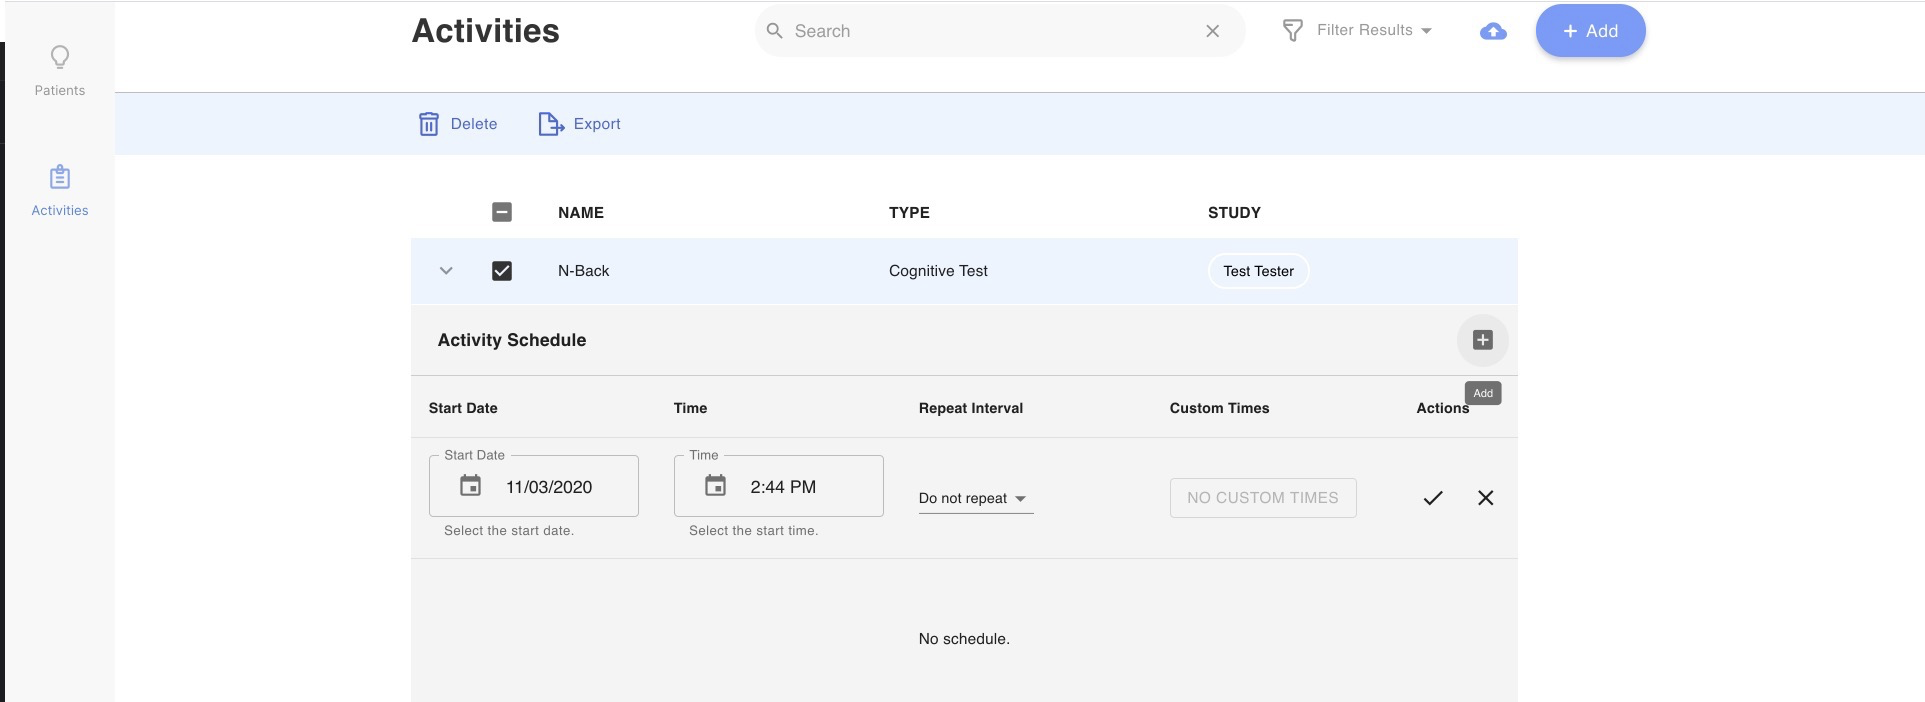 Activities
Search
Filter Results
+ Add
Patients
Activities
Delete
Export
NAME TYPE STUDY
N-Back Cognitive Test Test Tester
Activity Schedule
Add
Start Date Time Repeat Interval Custom Times Actions
Start Date Time
11/03/2020 2:44 PM Do not repeat NO CUSTOM TIMES
Select the start date. Select the start time.
No schedule.